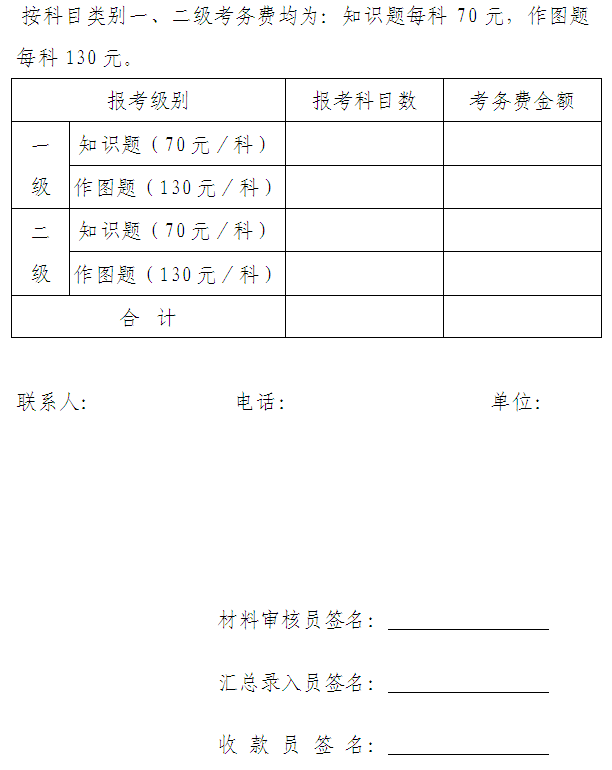 按科目类别一、二级考务费均为：知识题每科 70 元，作图题
每科 130 元。
报考级别 报考科目数 考务费金额
一级 知识题（70元／科）
作图题（130元／科）
二级 知识题（70元／科）
作图题（130元／科）
合 计
联系人： 电话： 单位：
材料审核员签名：
汇总录入员签名：
收 款 员 签 名：